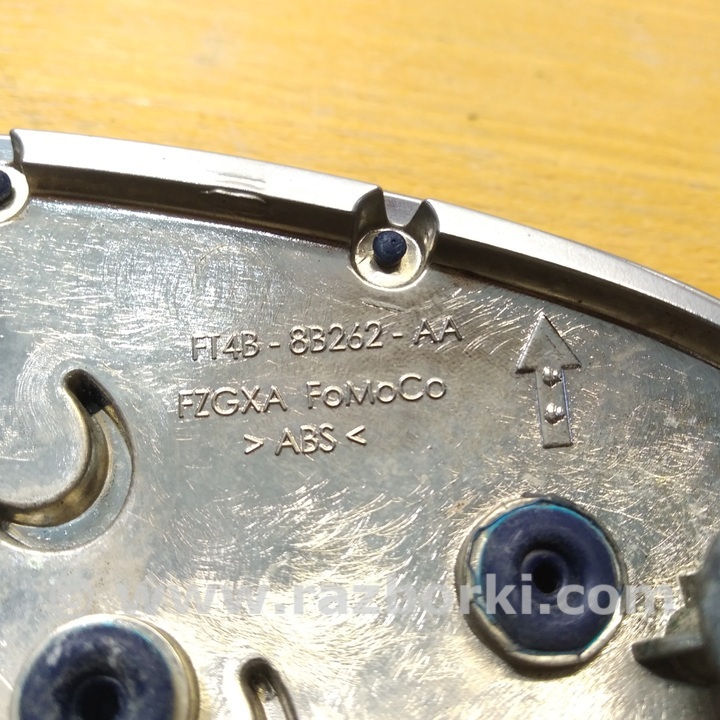 FT4B - 8B262 - AA
FZGXA FoMoCo
> ABS <
www.razborki.com